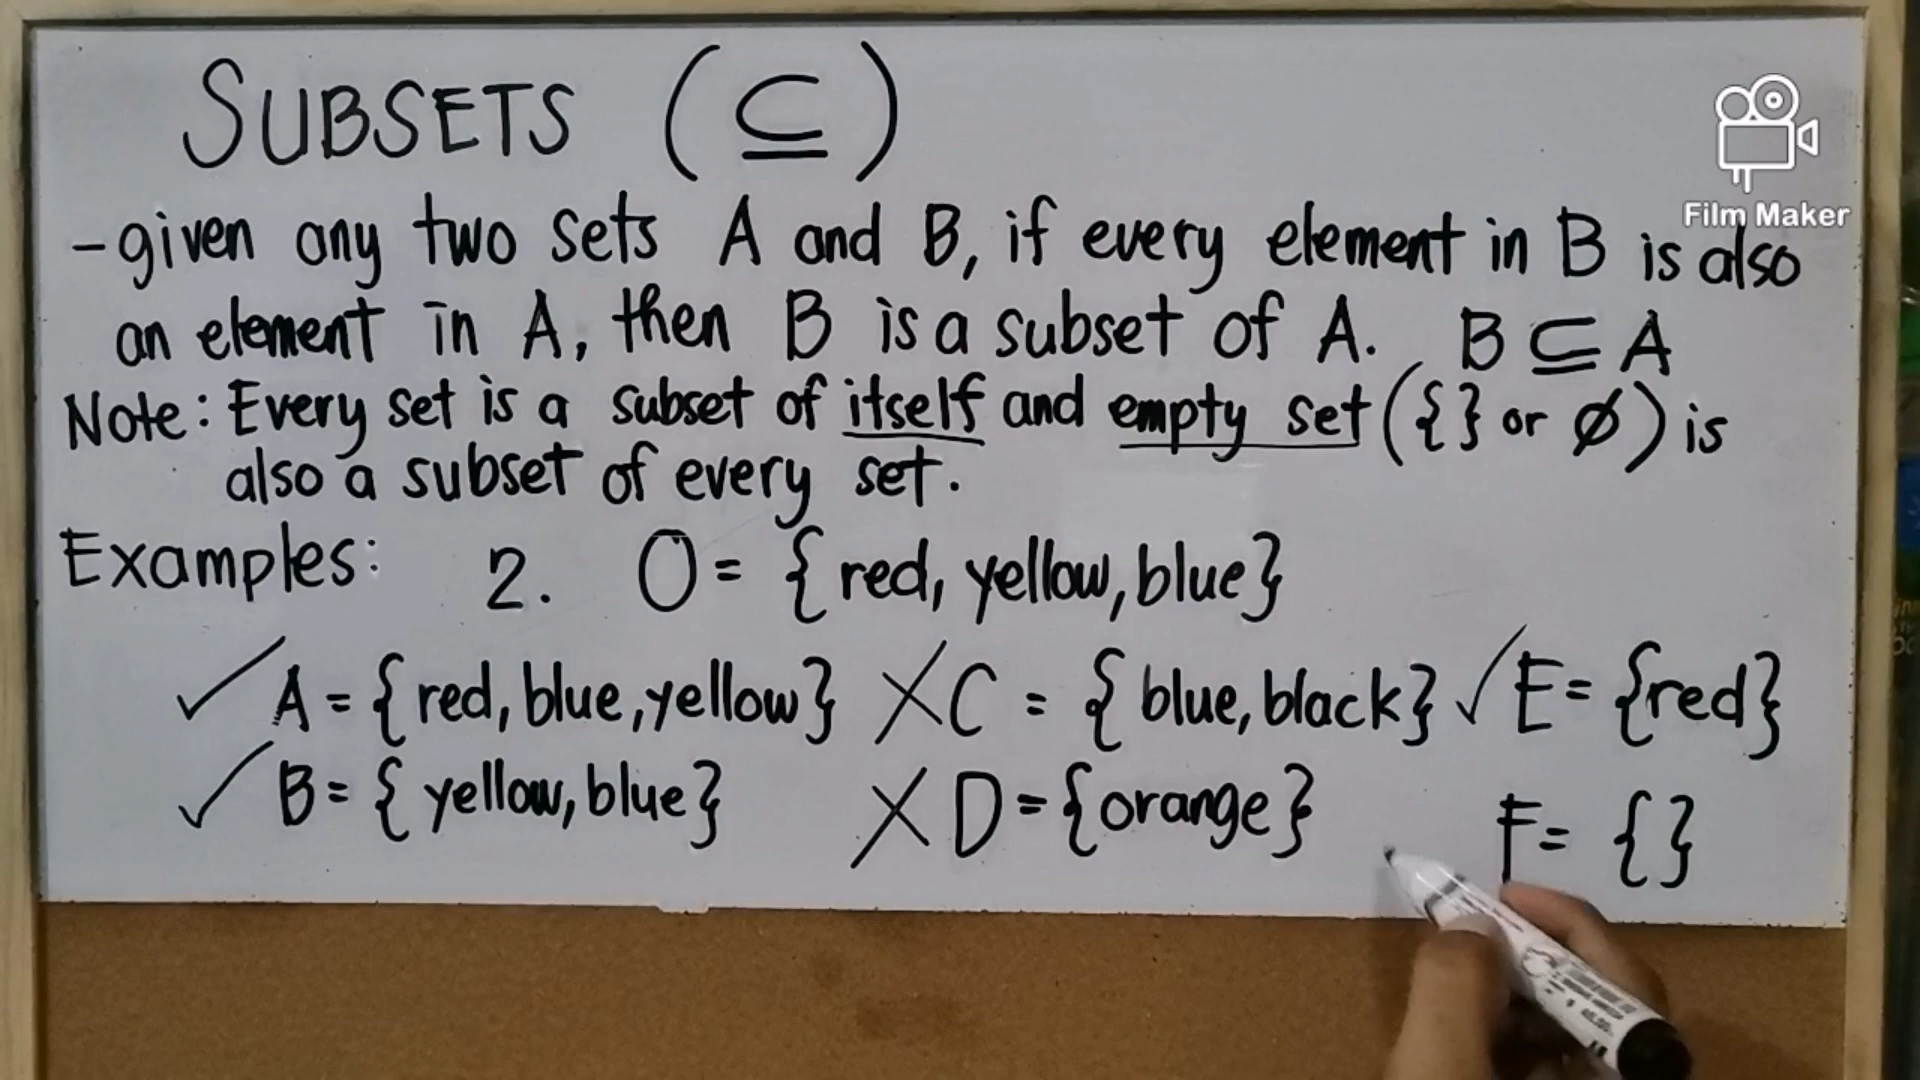 SUBSETS (⊆)
Film Maker
- given any two sets A and B, if every element in B is also
an element in A, then B is a subset of A. B ⊆ A
Note: Every set is a subset of itself and empty set ({} or ∅) is
also a subset of every set.
Examples: 2. O = {red, yellow, blue}
✓ A = {red, blue, yellow} X C = {blue, black} ✓ E = {red}
✓ B = {yellow, blue} X D = {orange} F = {}